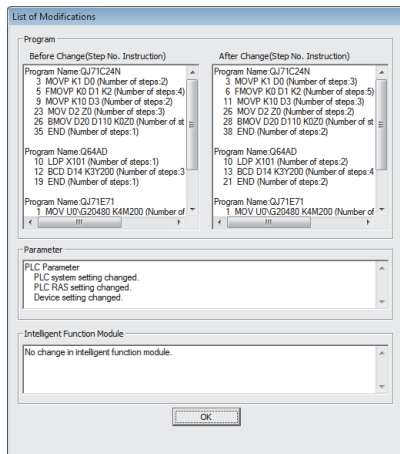 List of Modifications
Program
Before Change(Step No. Instruction)
Program Name:QJ71C24N
3 MOVP K1 D0 (Number of steps:2)
5 FMOVP K0 D1 K2 (Number of steps:4)
9 MOVP K10 D3 (Number of steps:2)
23 MOV D2 Z0 (Number of steps:3)
26 BMOV D20 D110 K0Z0 (Number of st
35 END (Number of steps:1)
Program Name:Q64AD
10 LDP X101 (Number of steps:1)
12 BCD D14 K3Y200 (Number of steps:3
19 END (Number of steps:1)
Program Name:QJ71E71
1 MOV U0\G20480 K4M200 (Number of
After Change(Step No. Instruction)
Program Name:QJ71C24N
3 MOVP K1 D0 (Number of steps:3)
6 FMOVP K0 D1 K2 (Number of steps:5)
11 MOVP K10 D3 (Number of steps:3)
26 MOV D2 Z0 (Number of steps:2)
28 BMOV D20 D110 K0Z0 (Number of st
38 END (Number of steps:2)
Program Name:Q64AD
10 LDP X101 (Number of steps:2)
13 BCD D14 K3Y200 (Number of steps:
21 END (Number of steps:2)
Program Name:QJ71E71
1 MOV U0\G20480 K4M200 (Number of
Parameter
PLC Parameter
PLC system setting changed.
PLC RAS setting changed.
Device setting changed.
Intelligent Function Module
No change in intelligent function module.
OK